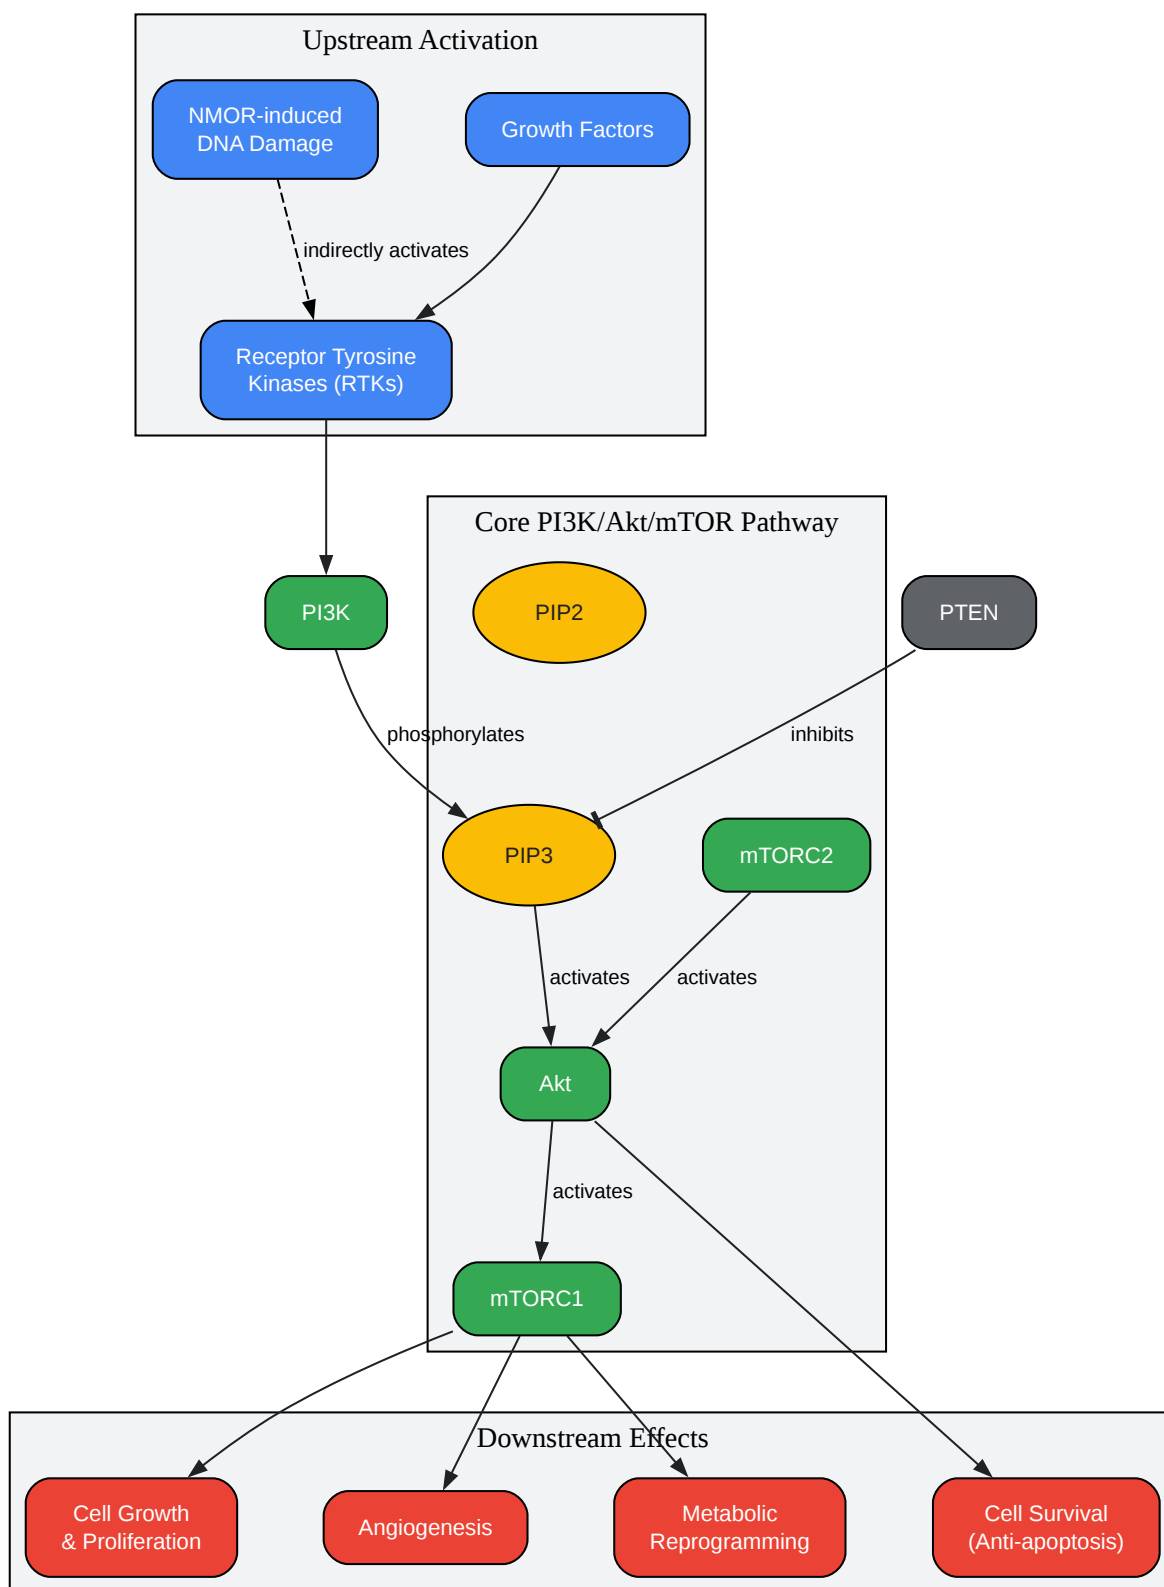 Upstream Activation
NMOR-induced
DNA Damage
Growth Factors
indirectly activates
Receptor Tyrosine
Kinases (RTKs)
Core PI3K/Akt/mTOR Pathway
PI3K
PIP2
PTEN
phosphorylates
inhibits
PIP3
mTORC2
activates
activates
Akt
activates
mTORC1
Downstream Effects
Cell Growth
& Proliferation
Angiogenesis
Metabolic
Reprogramming
Cell Survival
(Anti-apoptosis)